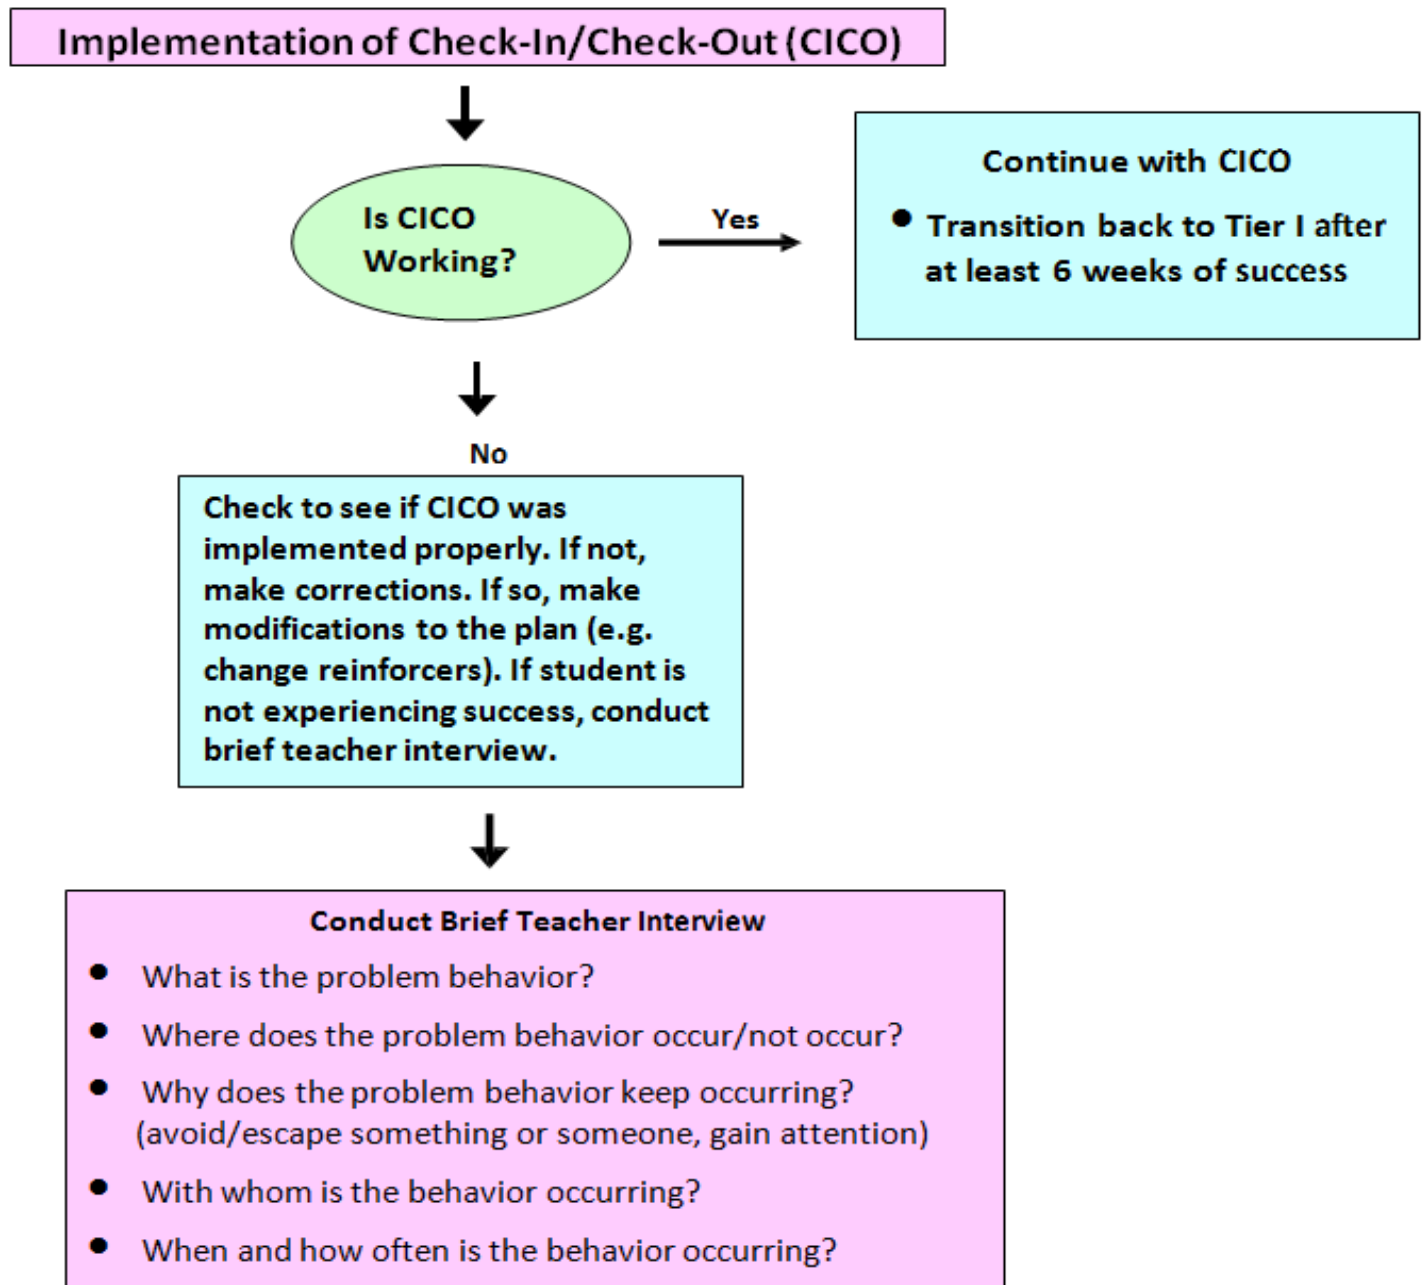 Implementation of Check-In/Check-Out (CICO)
Is CICO
Working?
Yes
Continue with CICO
● Transition back to Tier I after
at least 6 weeks of success
No
Check to see if CICO was
implemented properly. If not,
make corrections. If so, make
modifications to the plan (e.g.
change reinforcers). If student is
not experiencing success, conduct
brief teacher interview.
Conduct Brief Teacher Interview
● What is the problem behavior?
● Where does the problem behavior occur/not occur?
● Why does the problem behavior keep occurring?
(avoid/escape something or someone, gain attention)
● With whom is the behavior occurring?
● When and how often is the behavior occurring?